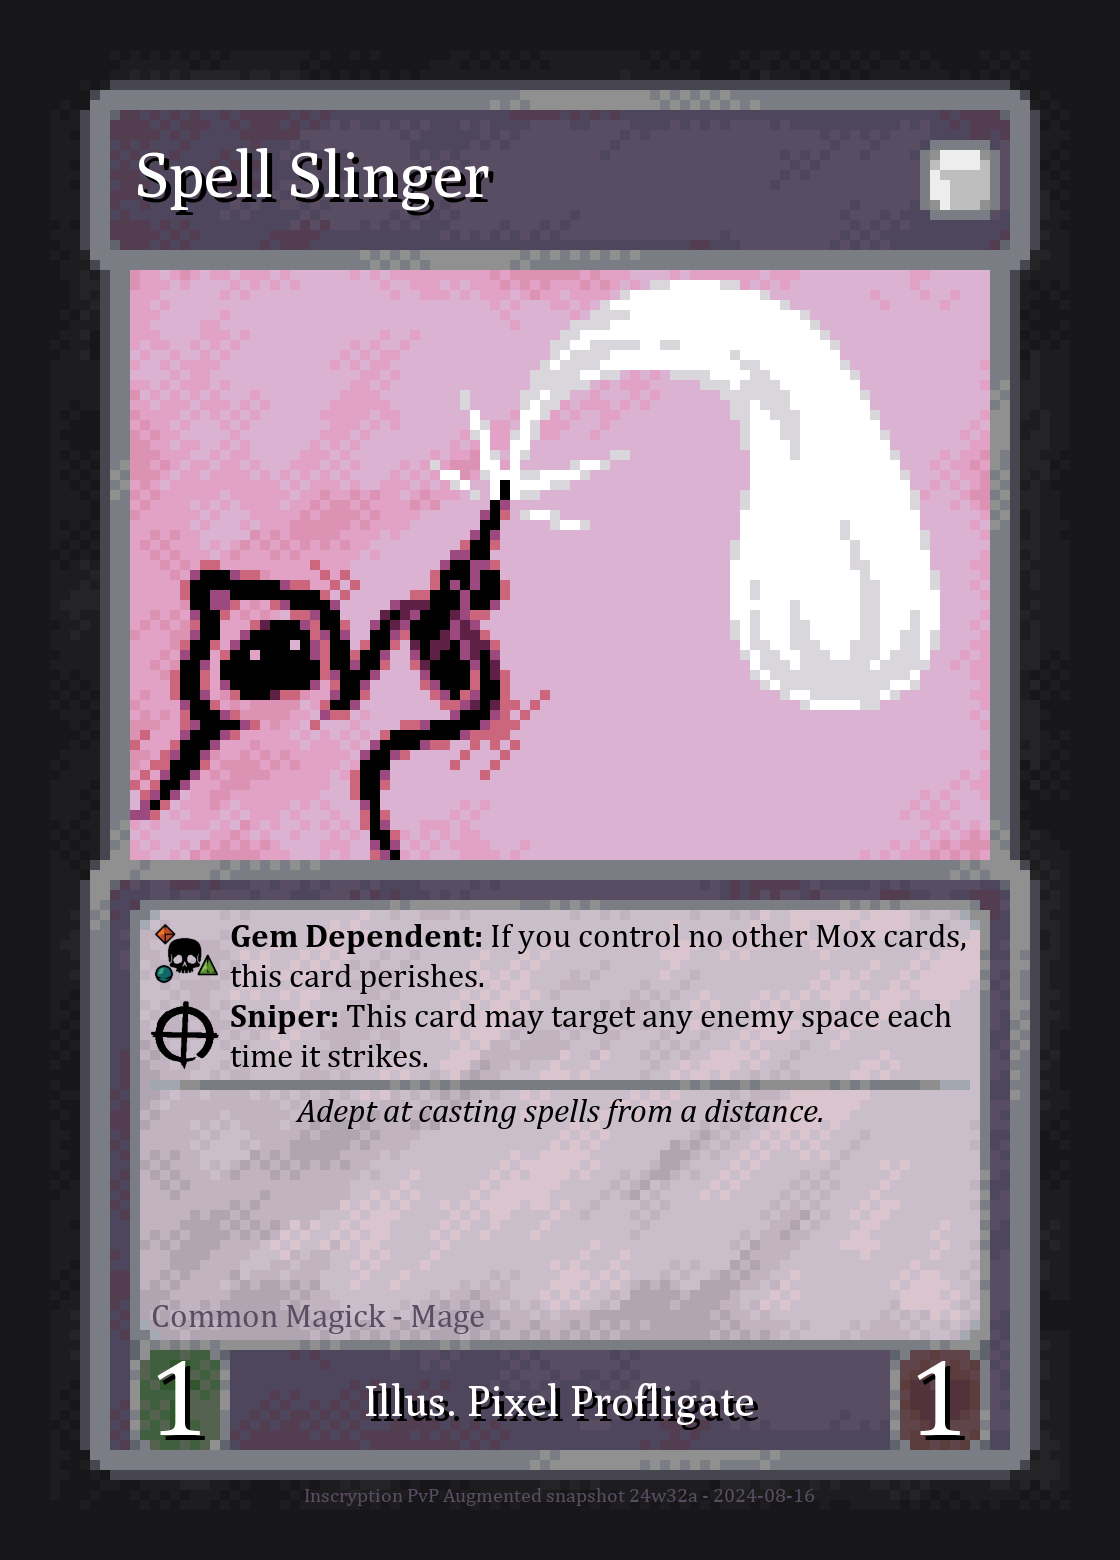 Spell Slinger
Gem Dependent: If you control no other Mox cards,
this card perishes.
Sniper: This card may target any enemy space each
time it strikes.
Adept at casting spells from a distance.
Common Magick - Mage
1
Illus. Pixel Profligate
1
Inscryption PvP Augmented snapshot 24w32a - 2024-08-16